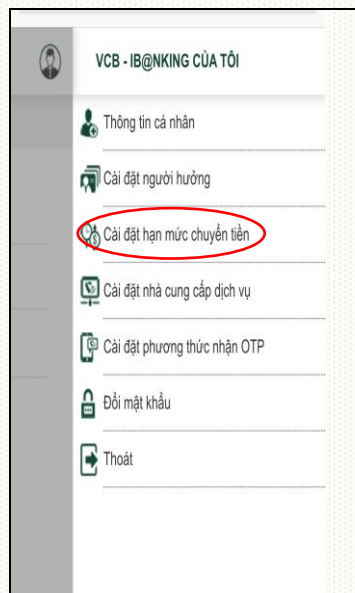 VCB - IB@NKING CỦA TÔI
Thông tin cá nhân
Cài đặt người hưởng
Cài đặt hạn mức chuyển tiền
Cài đặt nhà cung cấp dịch vụ
Cài đặt phương thức nhận OTP
Đổi mật khẩu
Thoát